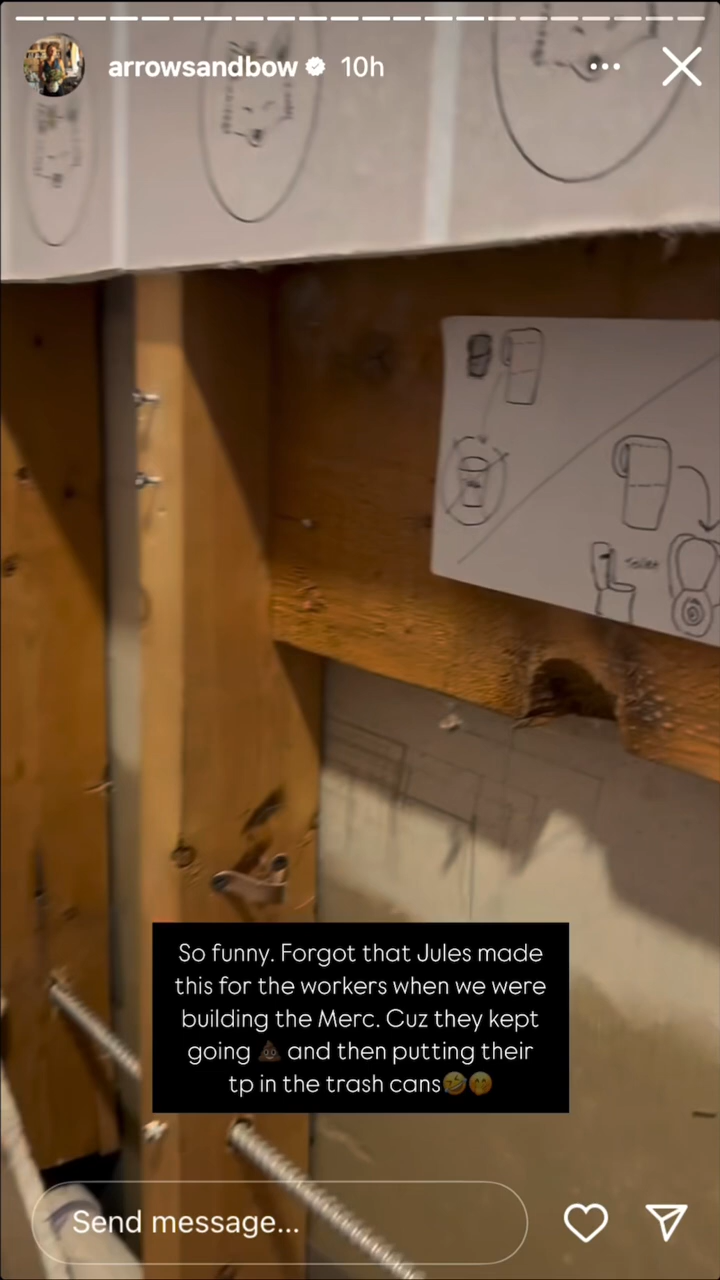 arrowsandbow 10h
So funny. Forgot that Jules made
this for the workers when we were
building the Merc. Cuz they kept
going 💩 and then putting their
tp in the trash cans🤣🤭
Toilet
Send message...